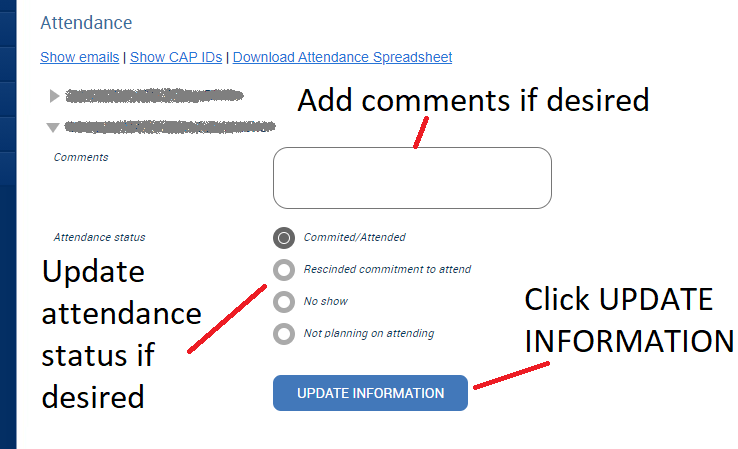 Attendance
Show emails | Show CAP IDs | Download Attendance Spreadsheet
Add comments if desired
Comments
Attendance status
Commited/Attended
Rescinded commitment to attend
No show
Not planning on attending
Update
attendance
status if
desired
Click UPDATE
INFORMATION
UPDATE INFORMATION